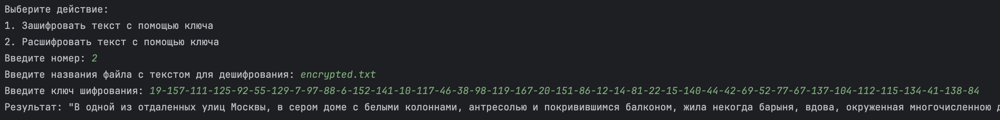 Выберите действие:
1. Зашифровать текст с помощью ключа
2. Расшифровать текст с помощью ключа
Введите номер: 2
Введите названия файла с текстом для дешифрования: encrypted.txt
Введите ключ шифрования: 19-157-111-125-92-55-129-7-97-88-6-152-141-10-117-46-38-98-119-167-20-151-86-12-14-81-22-15-140-44-42-69-52-77-67-137-104-112-115-134-41-138-84
Результат: "В одной из отдаленных улиц Москвы, в сером доме с белыми колоннами, антресолью и покривившимся балконом, жила некогда барыня, вдова, окруженная многочисленною